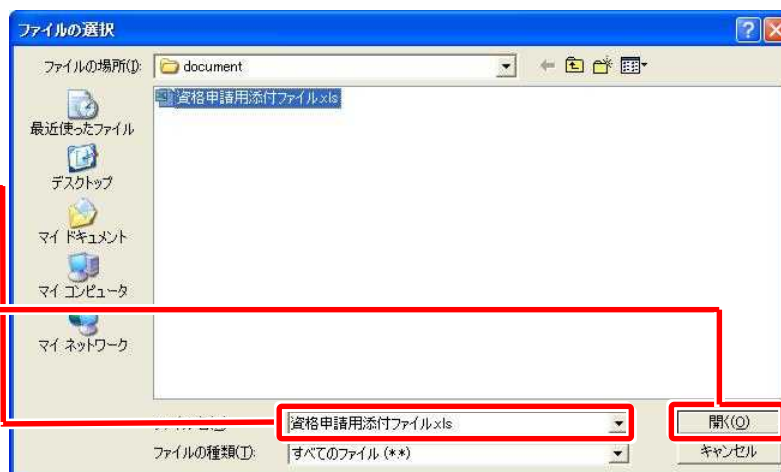 ファイルの選択
ファイルの場所(I):
document
資格申請用添付ファイル.xls
最近使ったファイル
デスクトップ
マイ ドキュメント
マイ コンピュータ
マイ ネットワーク
資格申請用添付ファイル.xls
開く(O)
ファイルの種類(T):
すべてのファイル (*.*)
キャンセル